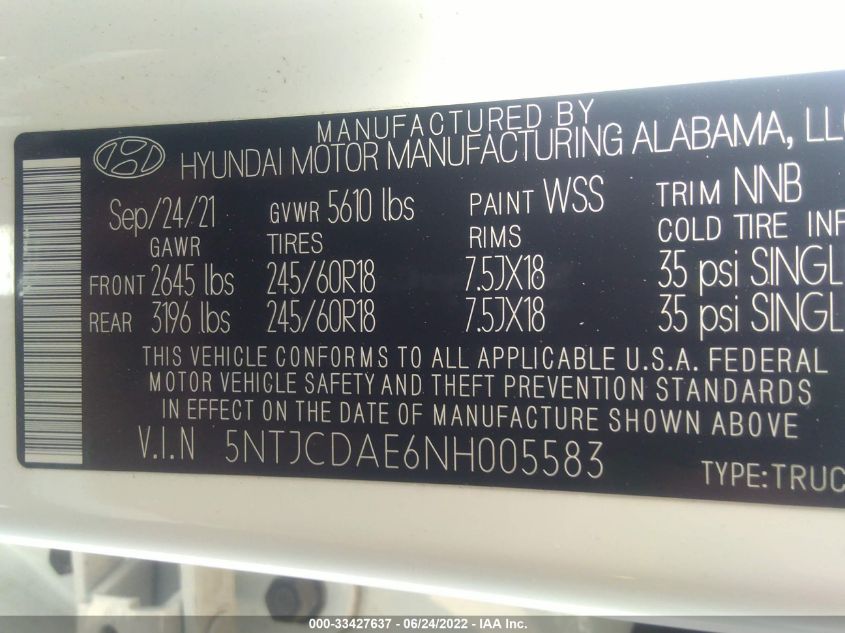 MANUFACTURED BY
HYUNDAI MOTOR MANUFACTURING ALABAMA, LLC
Sep/24/21 GVWR 5610 lbs PAINT WSS TRIM NNB
GAWR TIRES RIMS COLD TIRE INF
FRONT 2645 lbs 245/60R18 7.5JX18 35 psi SINGL
REAR 3196 lbs 245/60R18 7.5JX18 35 psi SINGL
THIS VEHICLE CONFORMS TO ALL APPLICABLE U.S.A. FEDERAL
MOTOR VEHICLE SAFETY AND THEFT PREVENTION STANDARDS
IN EFFECT ON THE DATE OF MANUFACTURE SHOWN ABOVE
V.I.N 5NTJCDAE6NH005583
TYPE:TRUC
000-33427637 - 06/24/2022 - IAA Inc.